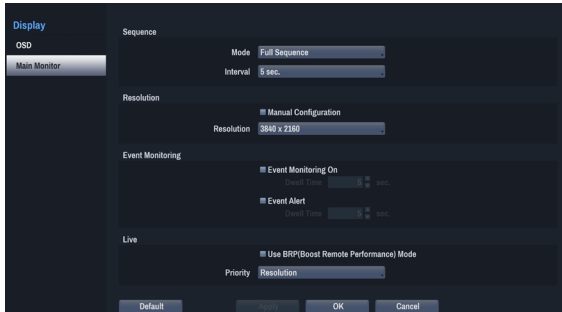 Display
OSD
Main Monitor
Sequence
Mode Full Sequence
Interval 5 sec.
Resolution
Manual Configuration
Resolution 3840 x 2160
Event Monitoring
Event Monitoring On
Dwell Time 5 sec.
Event Alert
Dwell Time 5 sec.
Live
Use BRP(Boost Remote Performance) Mode
Priority Resolution
Default Apply OK Cancel